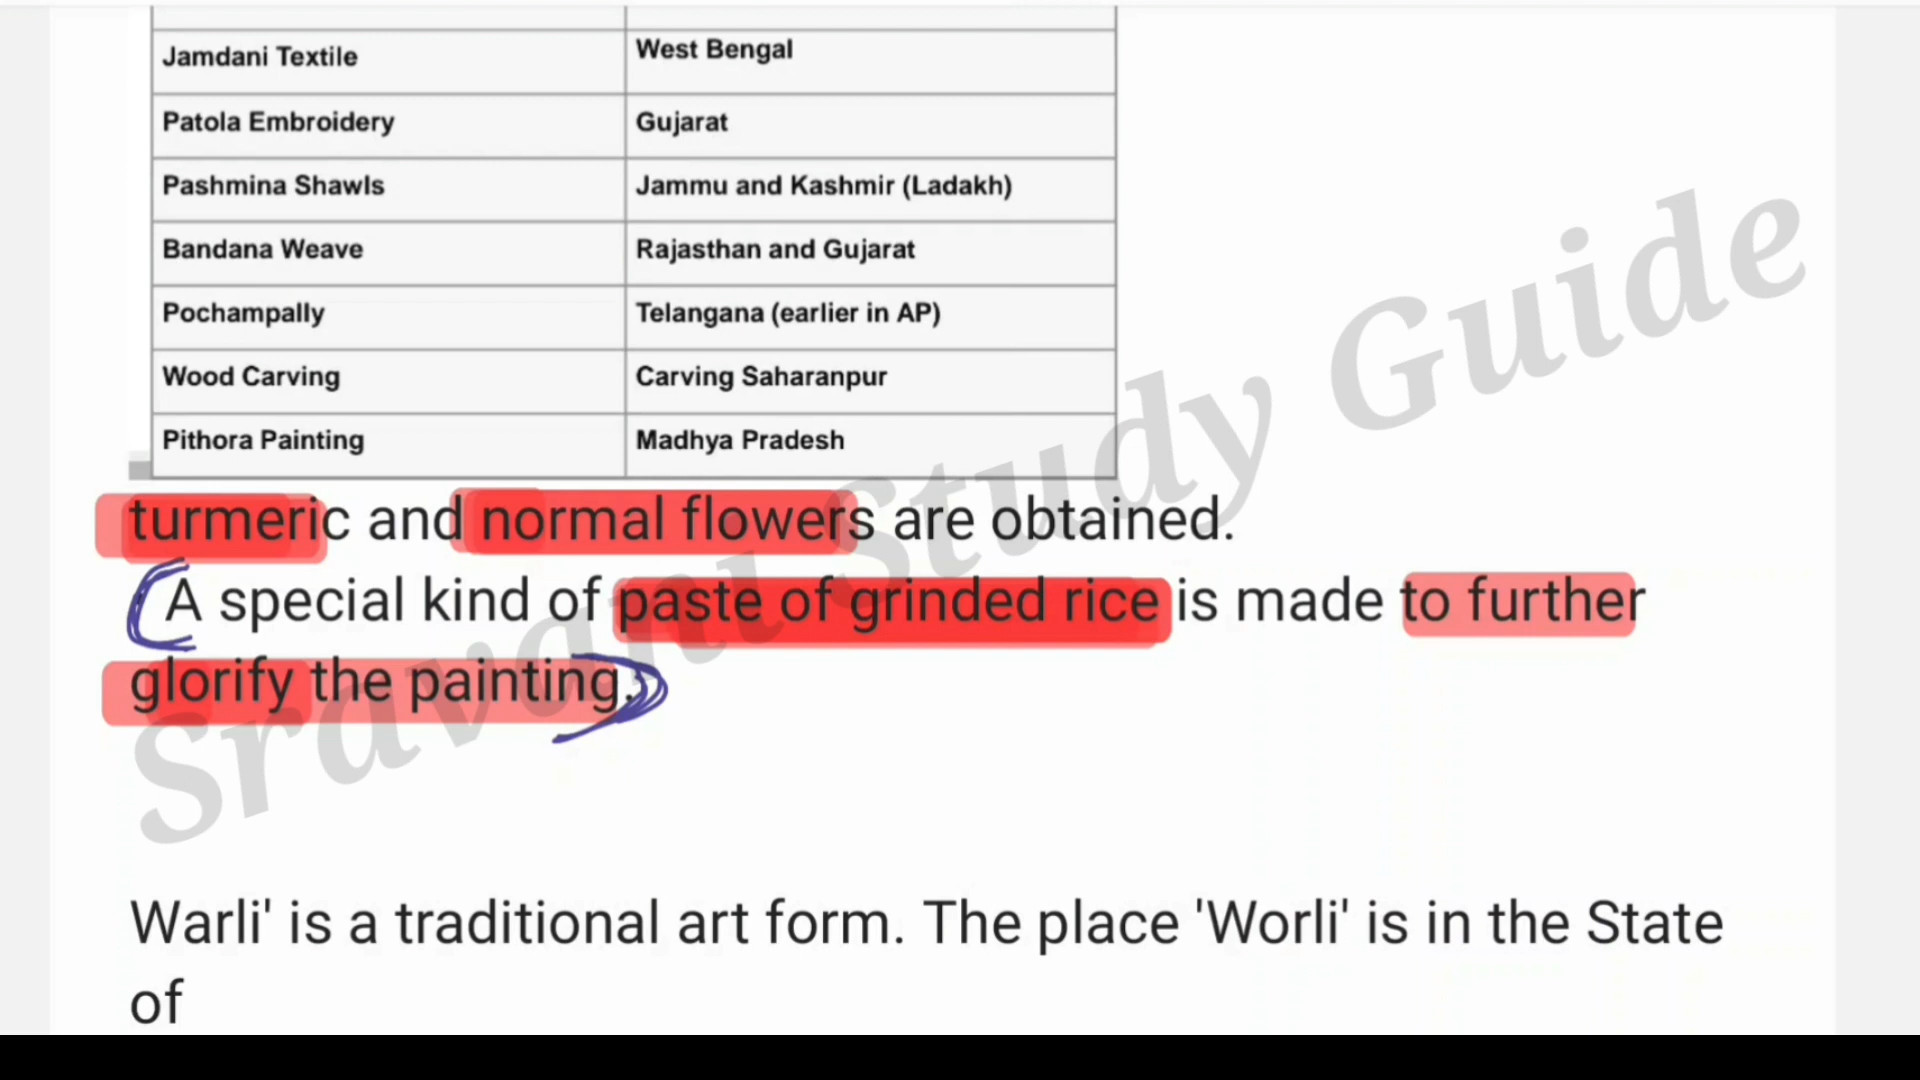 Jamdani Textile West Bengal
Patola Embroidery Gujarat
Pashmina Shawls Jammu and Kashmir (Ladakh)
Bandana Weave Rajasthan and Gujarat
Pochampally Telangana (earlier in AP)
Wood Carving Carving Saharanpur
Pithora Painting Madhya Pradesh
turmeric and normal flowers are obtained.
A special kind of paste of grinded rice is made to further
glorify the painting.
Sravani Study Guide
Warli' is a traditional art form. The place 'Worli' is in the State
of